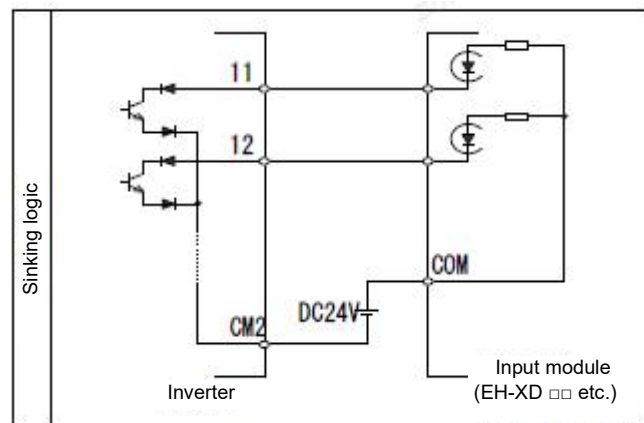 Sinking logic
11
12
COM
DC24V
CM2
Inverter
Input module
(EH-XD □□ etc.)